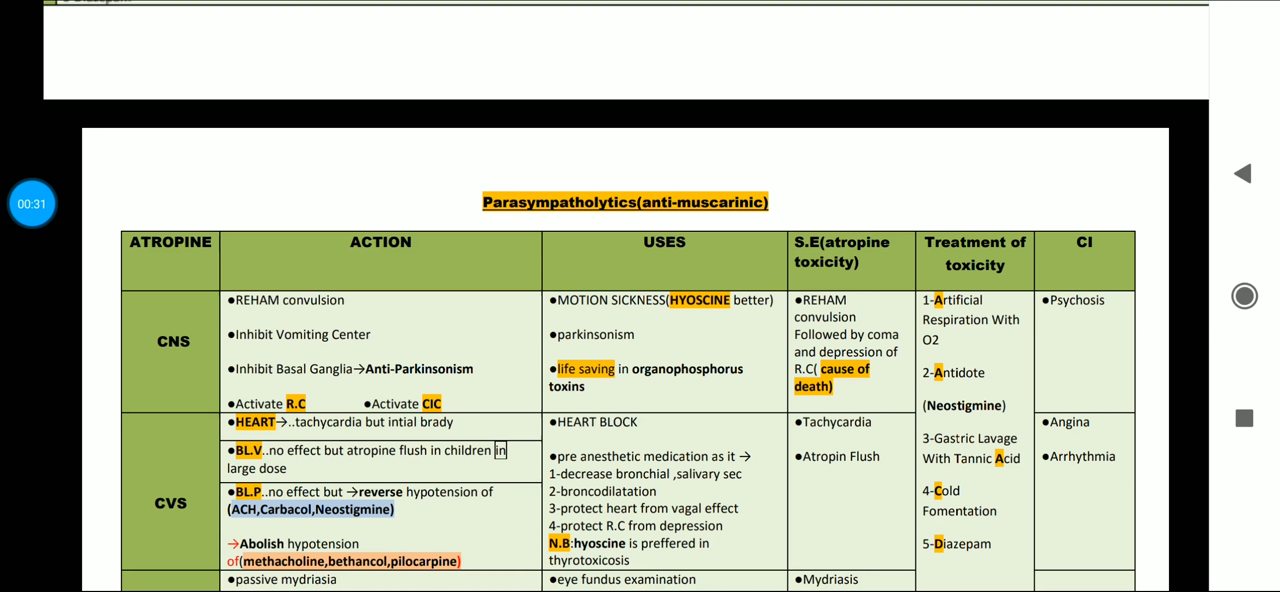 00:31
Parasympatholytics(anti-muscarinic)
ATROPINE
ACTION
USES
S.E(atropine
toxicity)
Treatment of
toxicity
CI
CNS
●REHAM convulsion
●Inhibit Vomiting Center
●Inhibit Basal Ganglia→Anti-Parkinsonism
●Activate R.C ●Activate CIC
●MOTION SICKNESS(HYOSCINE better)
●parkinsonism
●life saving in organophosphorus
toxins
●REHAM
convulsion
Followed by coma
and depression of
R.C( cause of
death)
1-Artificial
Respiration With
O2
2-Antidote
(Neostigmine)
3-Gastric Lavage
With Tannic Acid
4-Cold
Fomentation
5-Diazepam
●Psychosis
CVS
●HEART→..tachycardia but intial brady
●BL.V..no effect but atropine flush in children in
large dose
●BL.P..no effect but →reverse hypotension of
(ACH,Carbacol,Neostigmine)
→Abolish hypotension
of(methacholine,bethancol,pilocarpine)
●HEART BLOCK
●pre anesthetic medication as it →
1-decrease bronchial ,salivary sec
2-broncodilatation
3-protect heart from vagal effect
4-protect R.C from depression
N.B:hyoscine is preffered in
thyrotoxicosis
●Tachycardia
●Atropin Flush
●Angina
●Arrhythmia
●passive mydriasia
●eye fundus examination
●Mydriasis